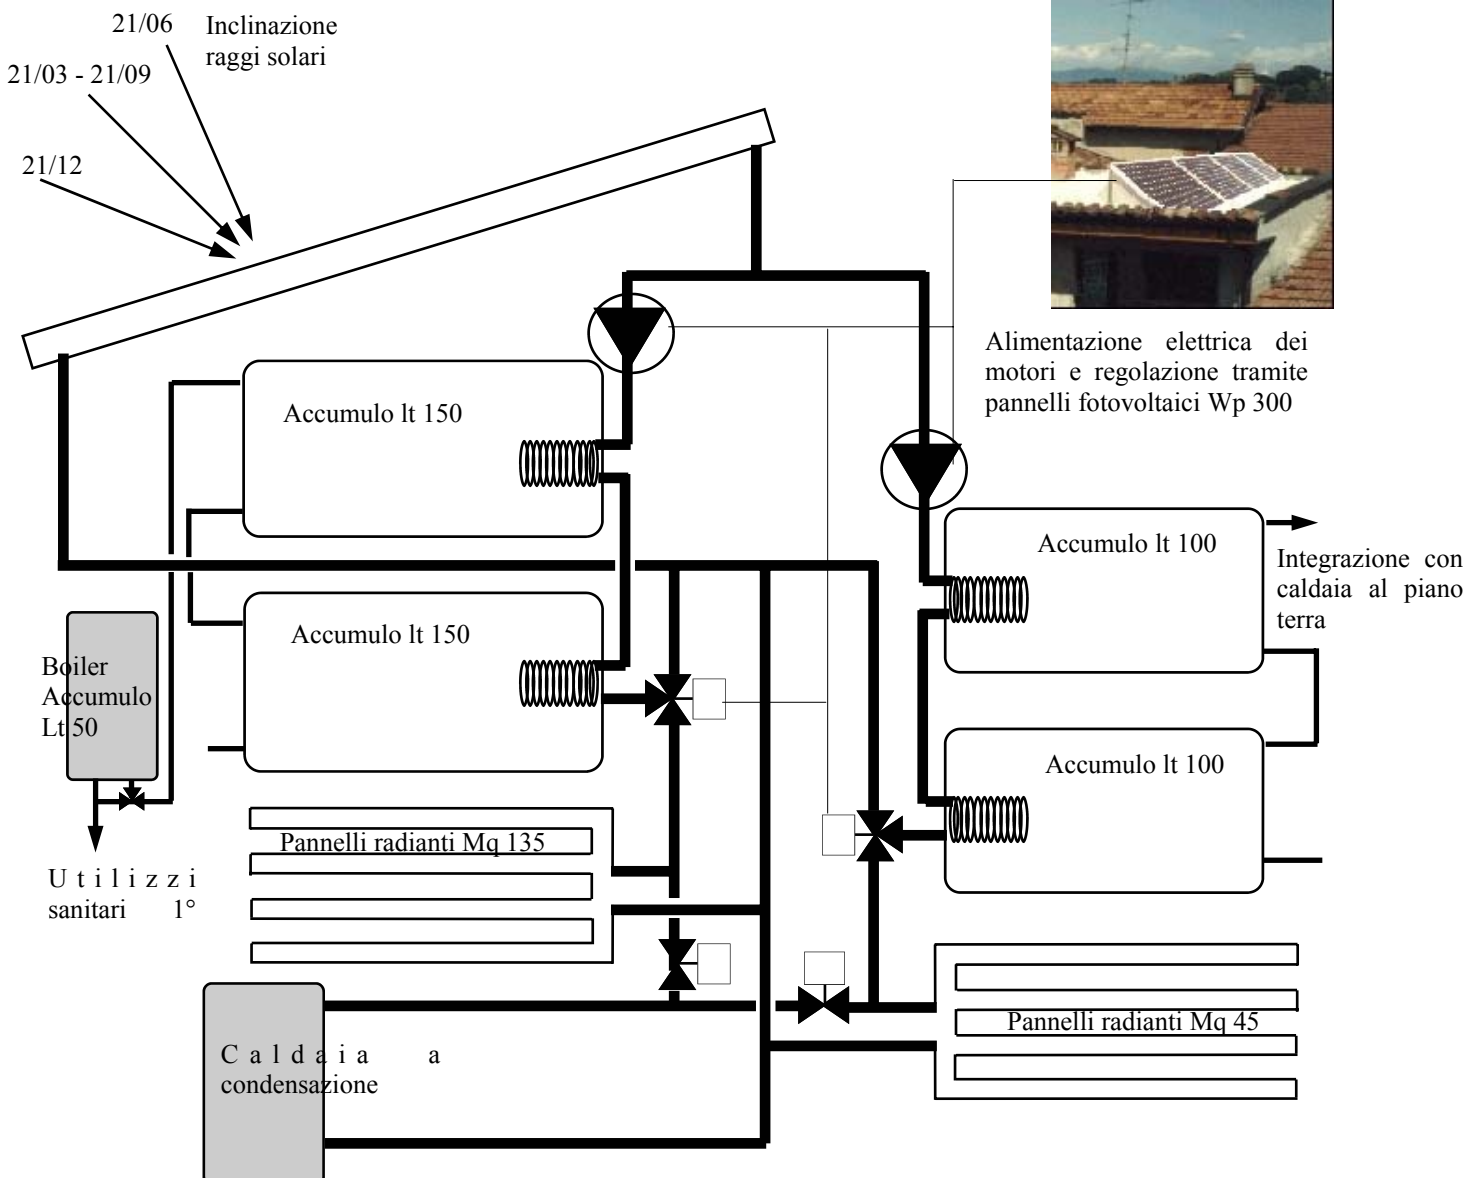 21/06
Inclinazione
raggi solari
21/03 - 21/09
21/12
Alimentazione elettrica dei
motori e regolazione tramite
pannelli fotovoltaici Wp 300
Accumulo lt 150
Accumulo lt 100
Integrazione con
caldaia al piano
terra
Accumulo lt 150
Boiler
Accumulo
Lt 50
Accumulo lt 100
Pannelli radianti Mq 135
Utilizzi
sanitari 1°
Pannelli radianti Mq 45
Caldaia a
condensazione